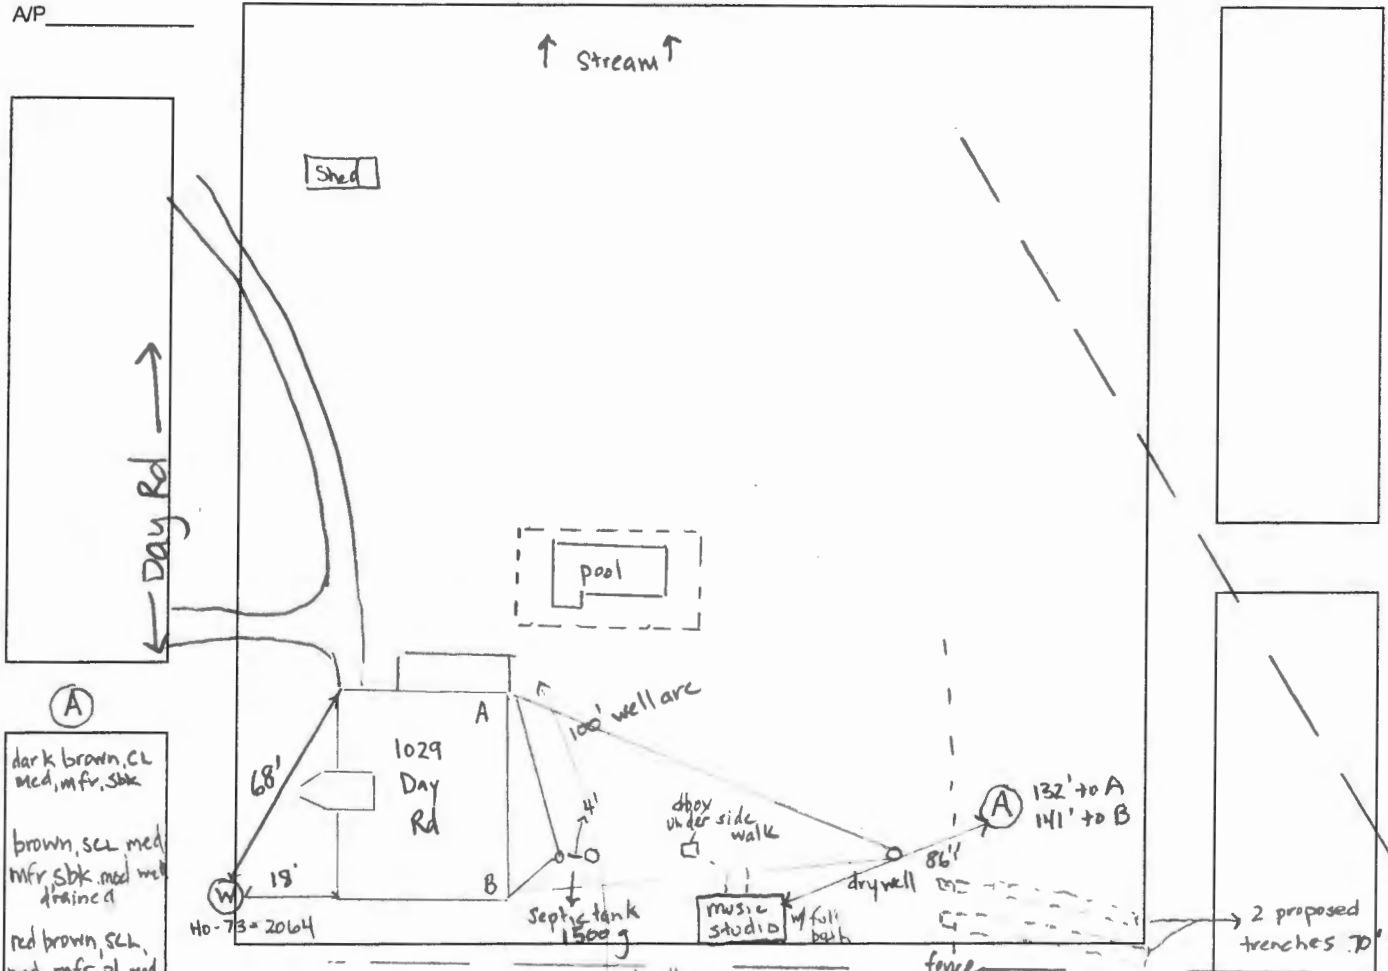 A/P
↑ Stream ↑
Shed
← Day Rd →
pool
A
dark brown, CL
med, mfr, sbk
brown, SCL med
mfr, sbk mod well
drained
red brown, SCL,
100' well arc
68'
1029
Day
Rd
A
B
18'
W
HO-73-2064
4'
septic tank
1500 g
dbox
under side
walk
music
studio
w/ full
bath
drywell
86'
A
132' to A
141' to B
2 proposed
trenches 70'
fence